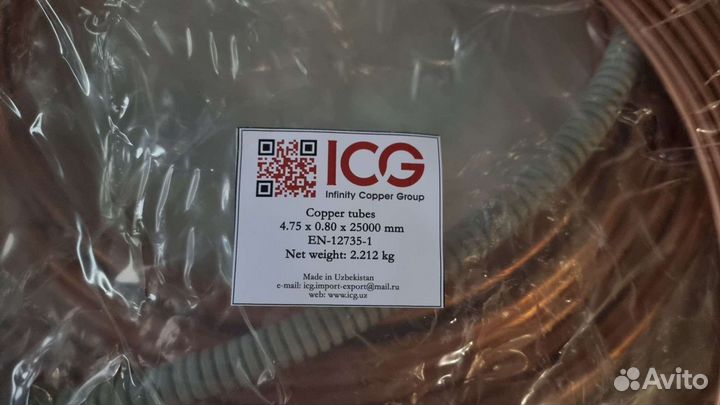 ICG
Infinity Copper Group
Copper tubes
4.75 x 0.80 x 25000 mm
EN-12735-1
Net weight: 2.212 kg
Made in Uzbekistan
e-mail: icg.import-export@mail.ru
web: www.icg.uz
Avito